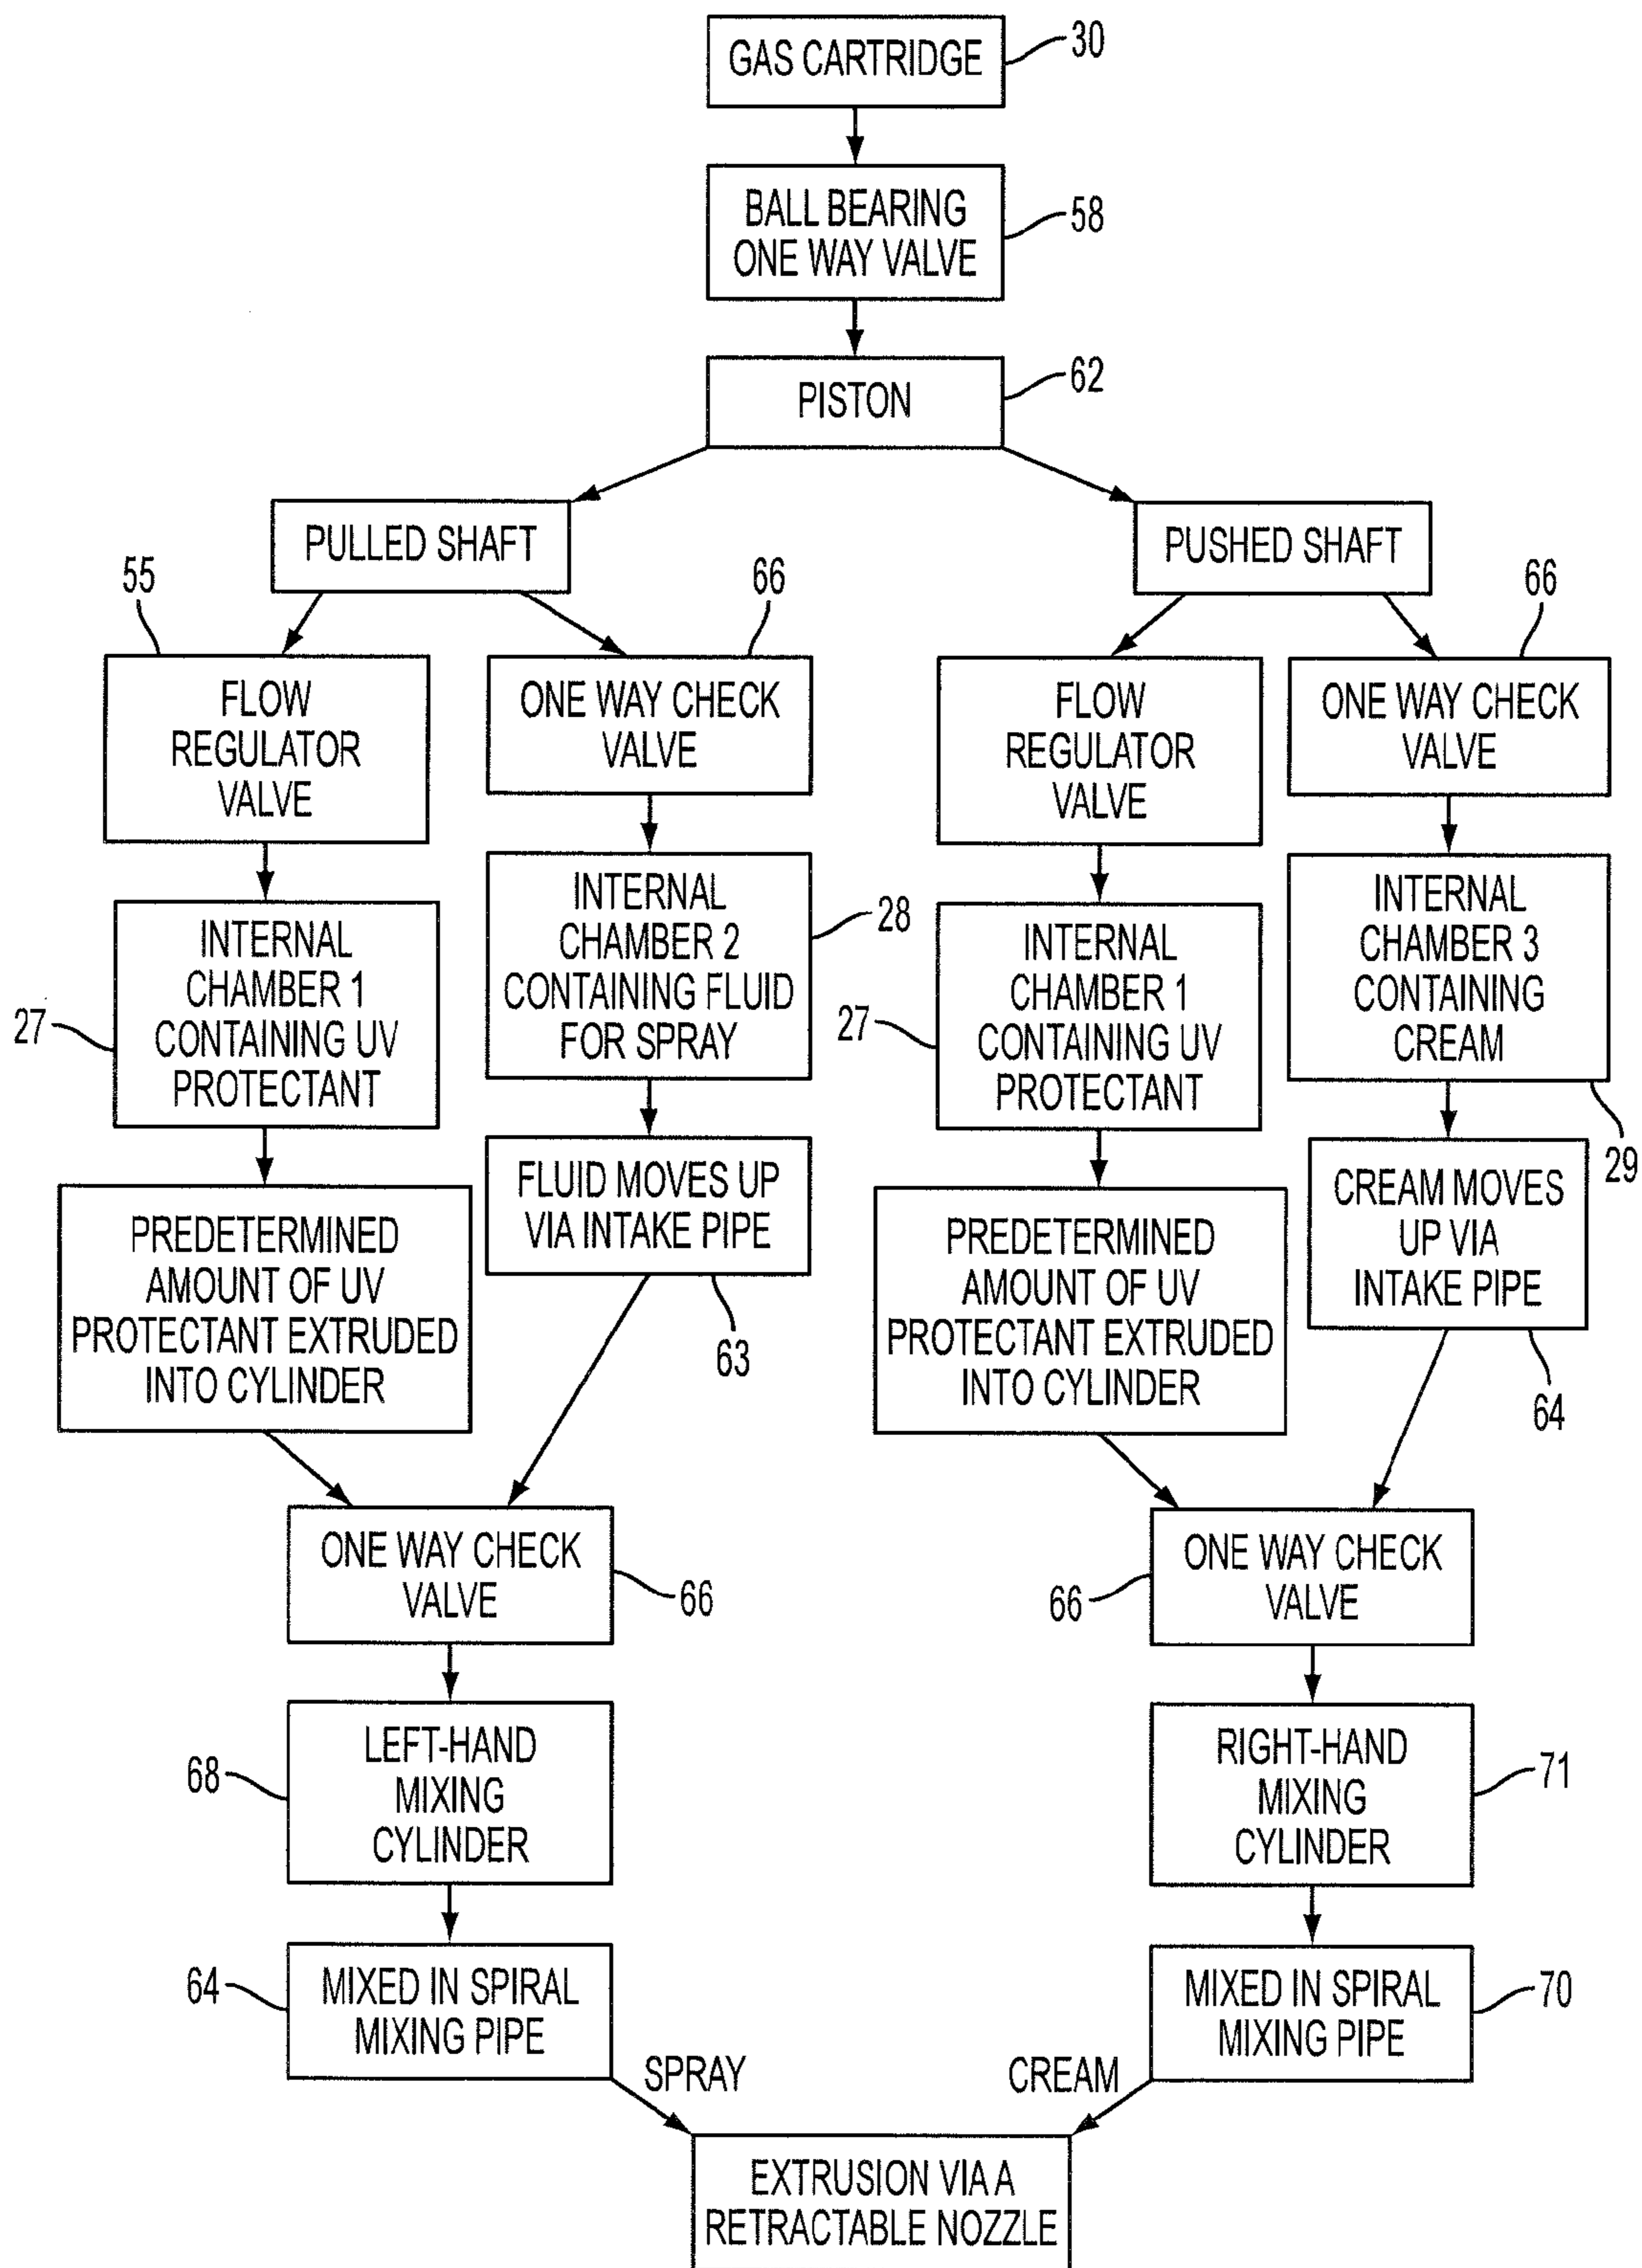 GAS CARTRIDGE
30
BALL BEARING
ONE WAY VALVE
58
PISTON
62
PULLED SHAFT
PUSHED SHAFT
55
FLOW
REGULATOR
VALVE
66
ONE WAY CHECK
VALVE
FLOW
REGULATOR
VALVE
66
ONE WAY CHECK
VALVE
27
INTERNAL
CHAMBER 1
CONTAINING UV
PROTECTANT
INTERNAL
CHAMBER 2
CONTAINING FLUID
FOR SPRAY
28
27
INTERNAL
CHAMBER 1
CONTAINING UV
PROTECTANT
INTERNAL
CHAMBER 3
CONTAINING
CREAM
29
PREDETERMINED
AMOUNT OF UV
PROTECTANT EXTRUDED
INTO CYLINDER
FLUID MOVES UP
VIA INTAKE PIPE
63
PREDETERMINED
AMOUNT OF UV
PROTECTANT EXTRUDED
INTO CYLINDER
CREAM MOVES
UP VIA
INTAKE PIPE
64
ONE WAY CHECK
VALVE
66
66
ONE WAY CHECK
VALVE
68
LEFT-HAND
MIXING
CYLINDER
RIGHT-HAND
MIXING
CYLINDER
71
64
MIXED IN SPIRAL
MIXING PIPE
MIXED IN SPIRAL
MIXING PIPE
70
SPRAY
CREAM
EXTRUSION VIA A
RETRACTABLE NOZZLE